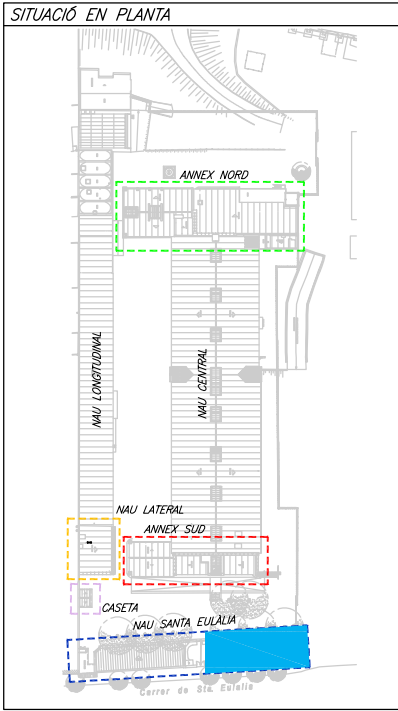 SITUACIÓ EN PLANTA
ANNEX NORD
NAU LONGITUDINAL
NAU CENTRAL
NAU LATERAL
ANNEX SUD
CASETA
NAU SANTA EULÀLIA
Carrer de Sta. Eulalia